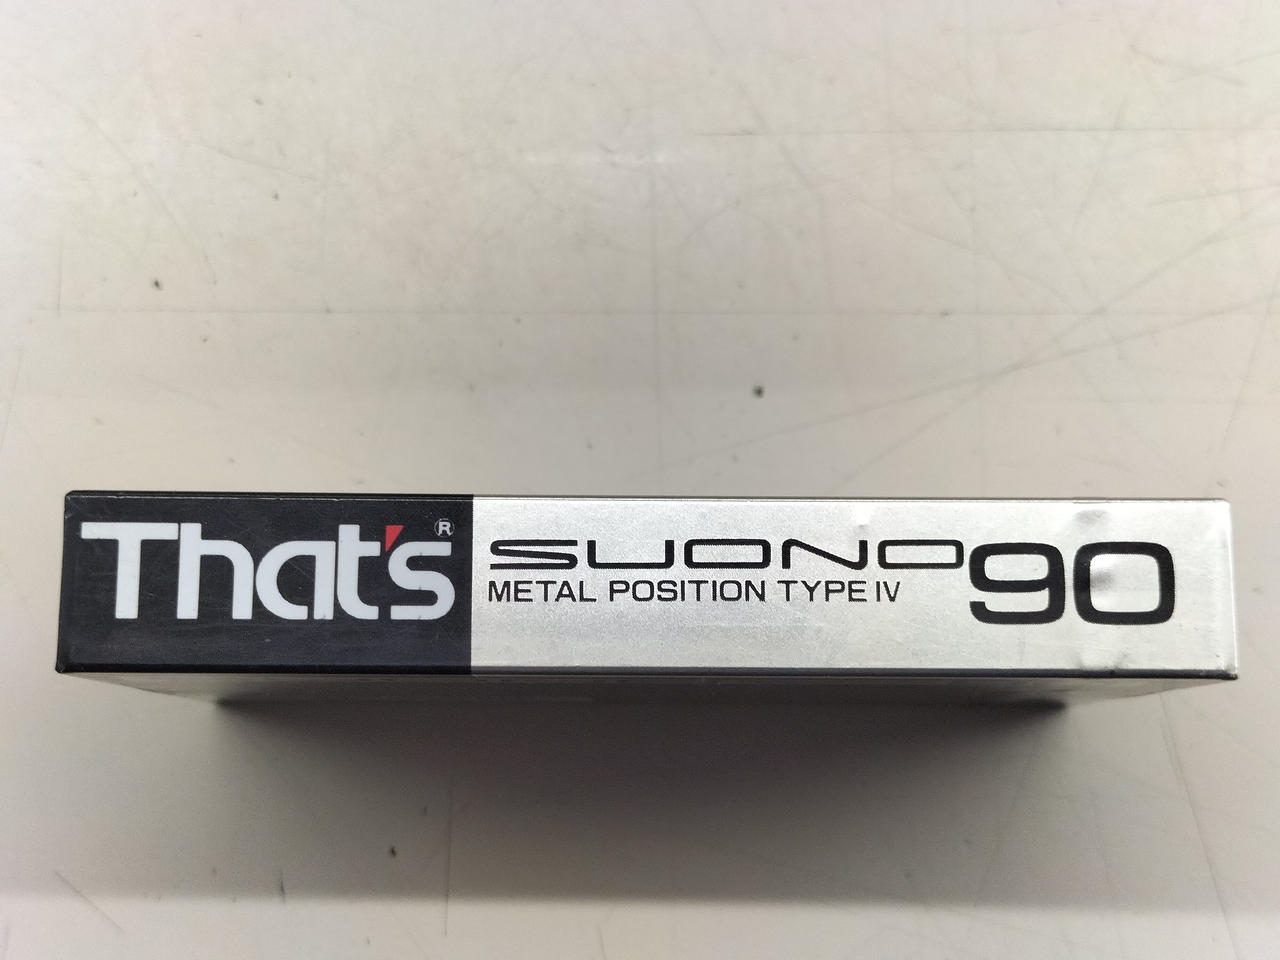 That's®
SUONO 90
METAL POSITION TYPE IV